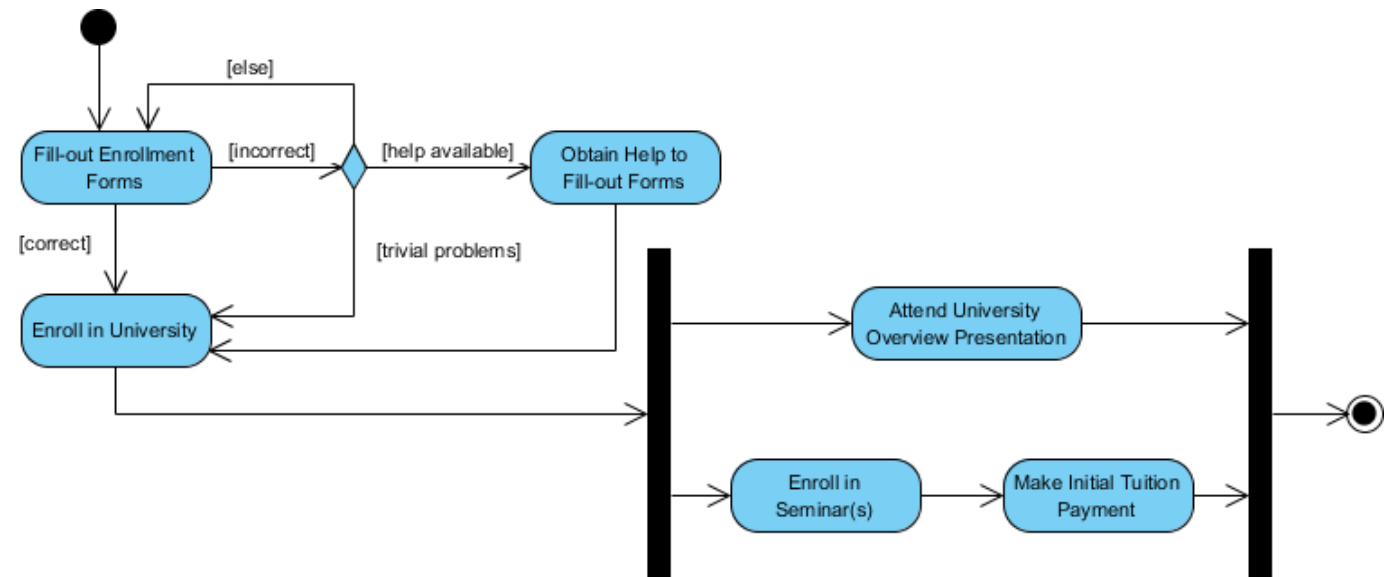 [else]
Fill-out Enrollment
Forms
[incorrect]
[help available]
Obtain Help to
Fill-out Forms
[correct]
[trivial problems]
Enroll in University
Attend University
Overview Presentation
Enroll in
Seminar(s)
Make Initial Tuition
Payment